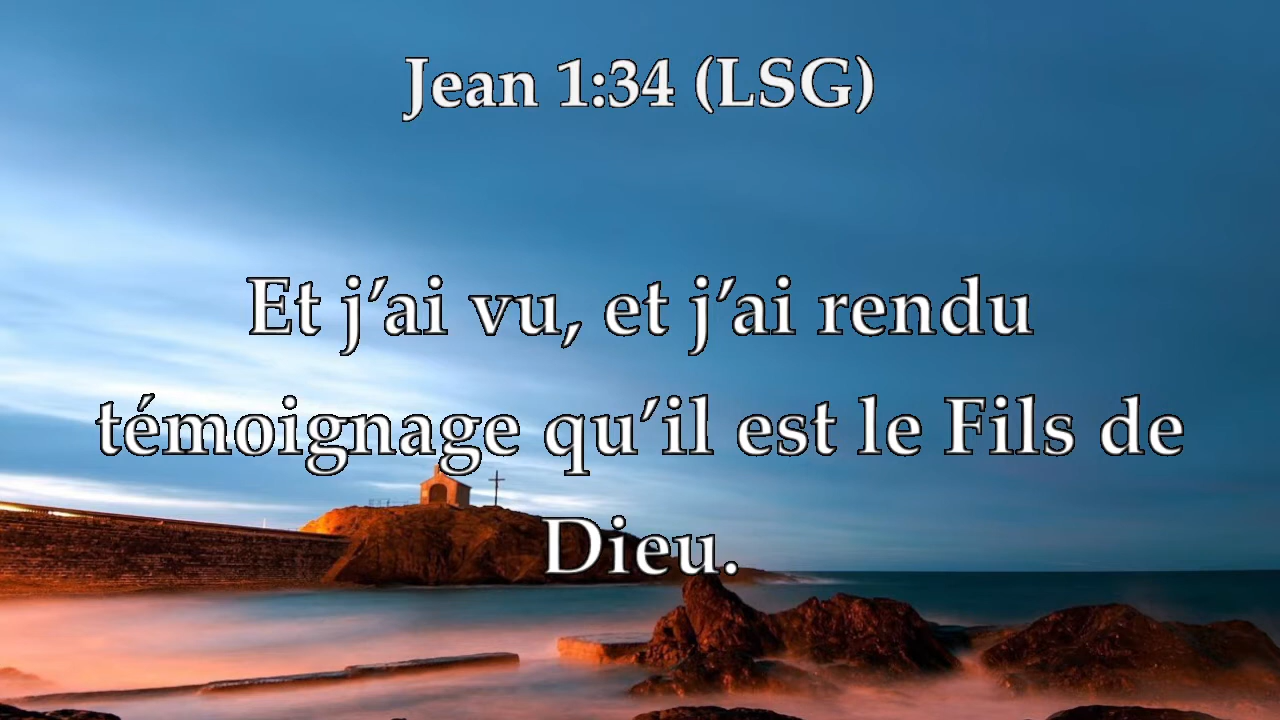 Jean 1:34 (LSG)
Et j’ai vu, et j’ai rendu
témoignage qu’il est le Fils de
Dieu.